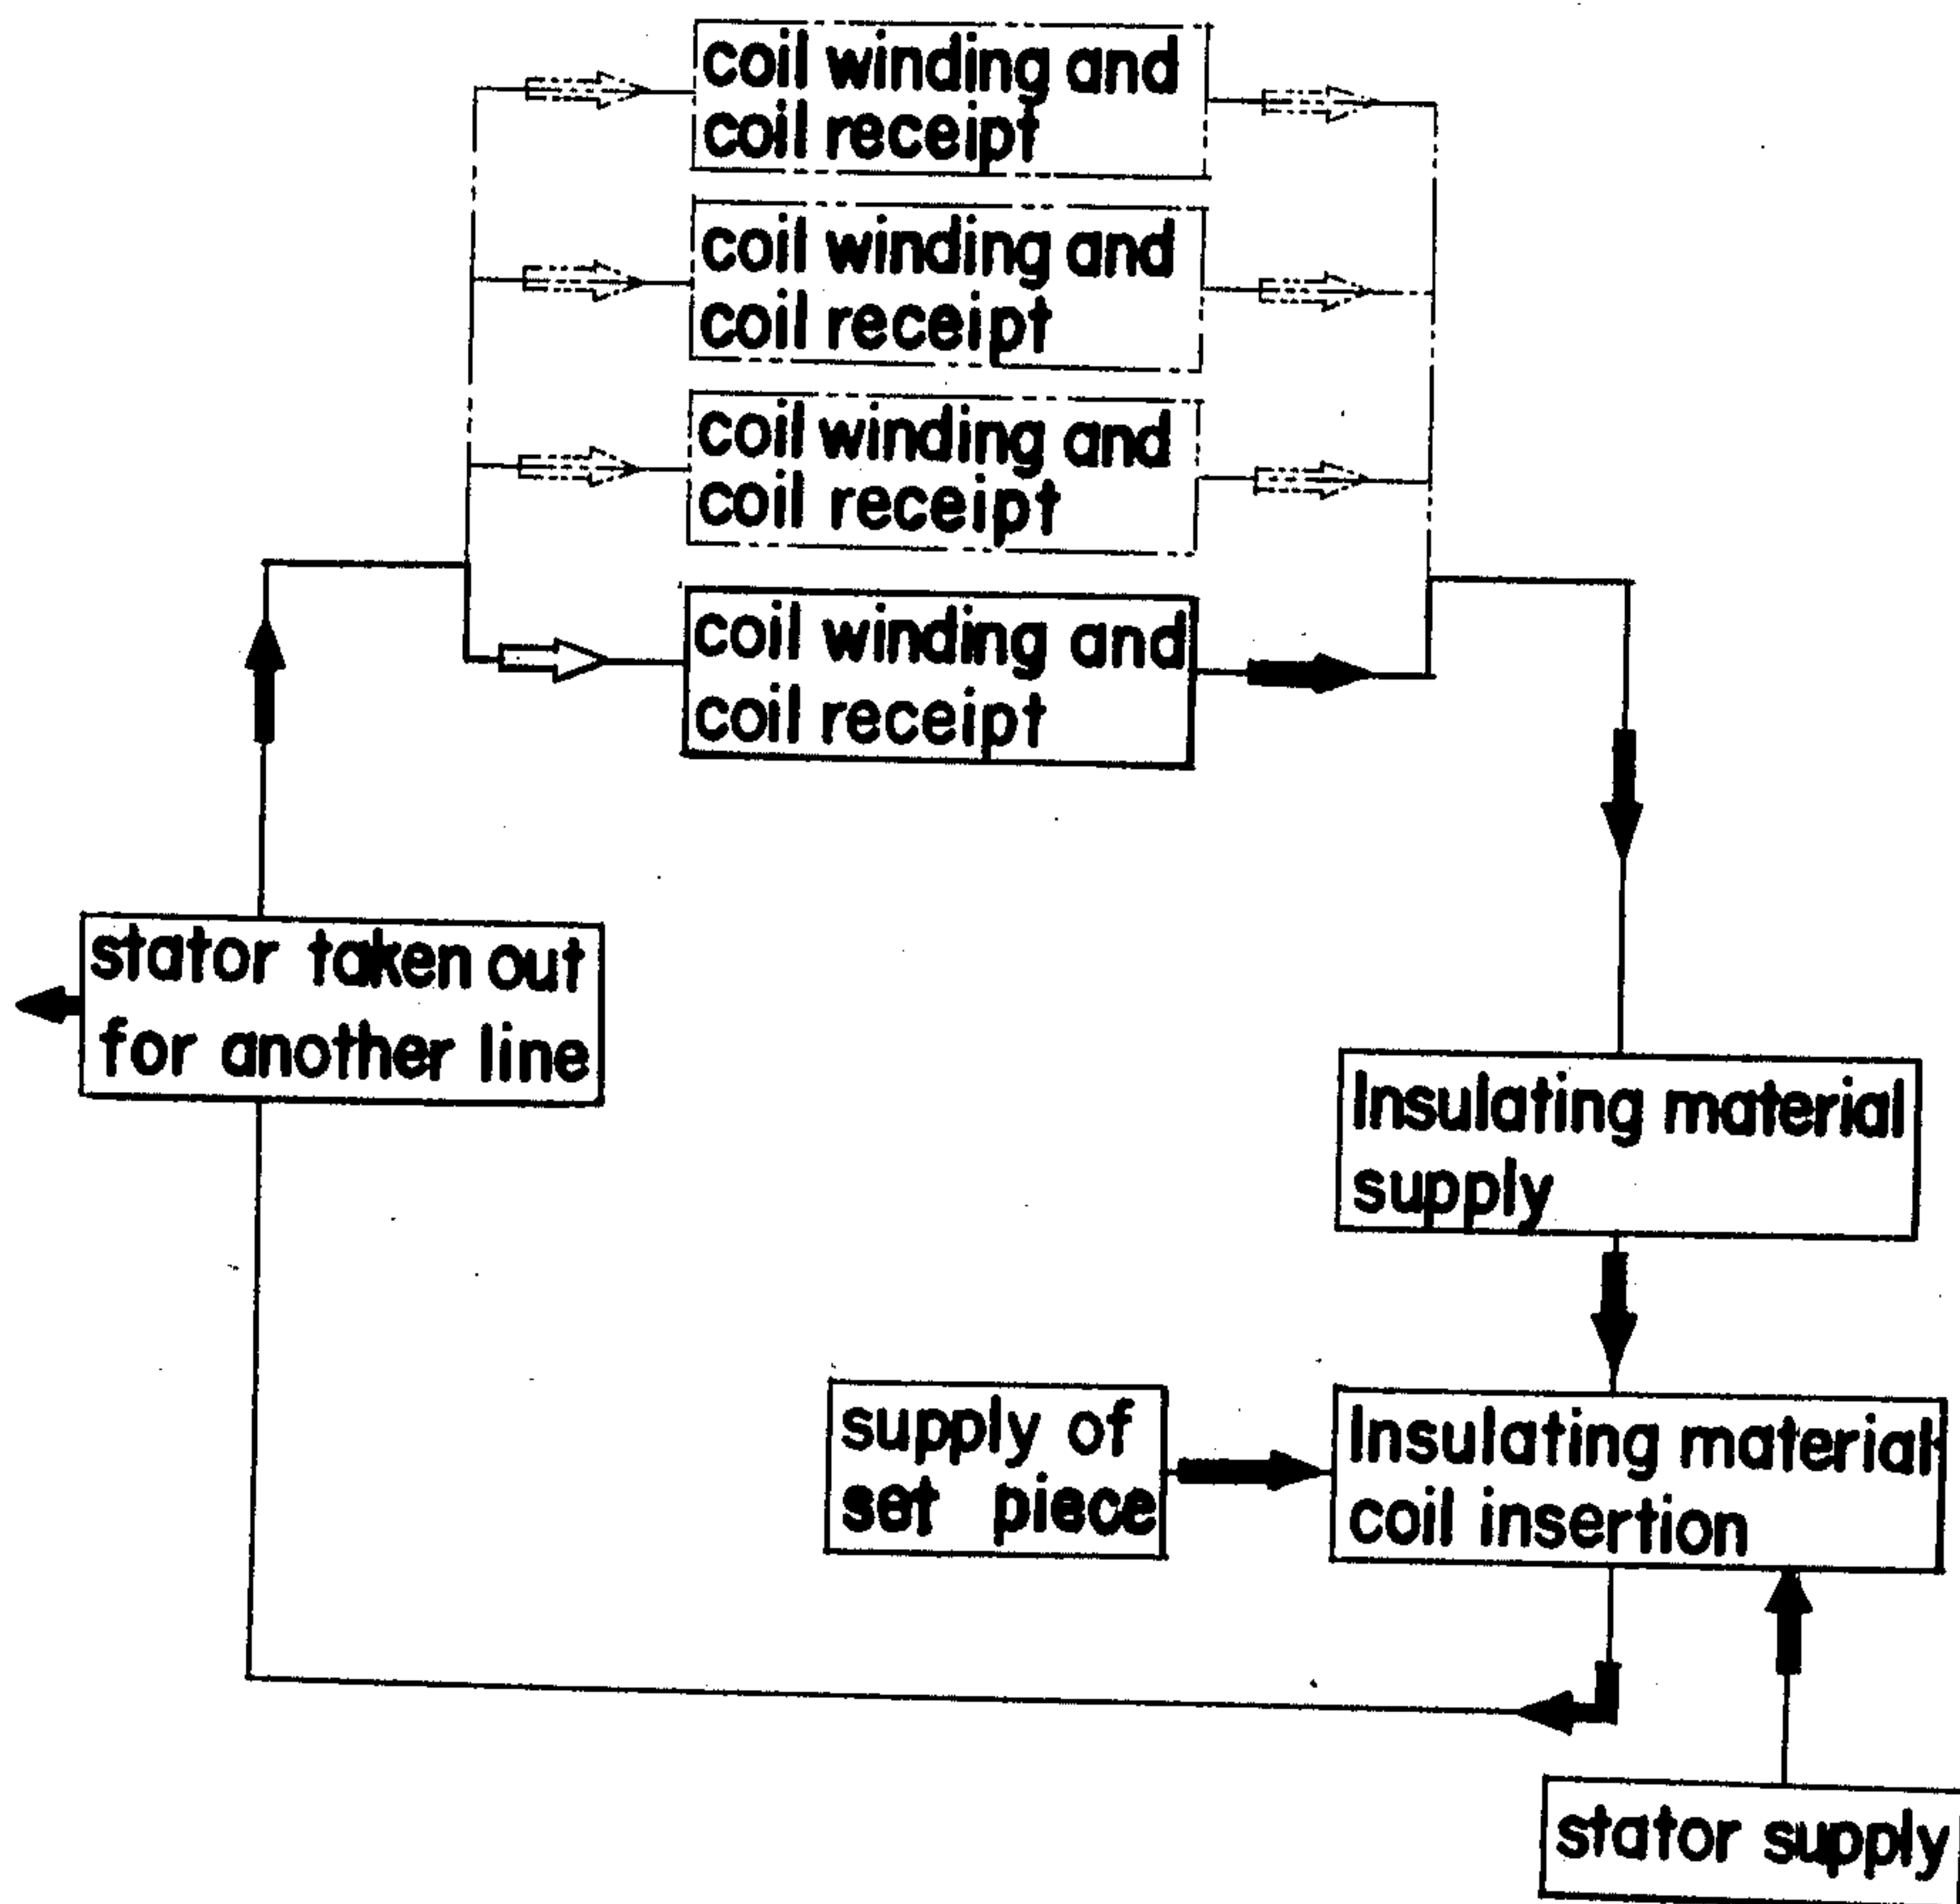 coil winding and
coil receipt
coil winding and
coil receipt
coil winding and
coil receipt
coil winding and
coil receipt
stator taken out
for another line
Insulating material
supply
supply of
set piece
Insulating material
coil insertion
stator supply